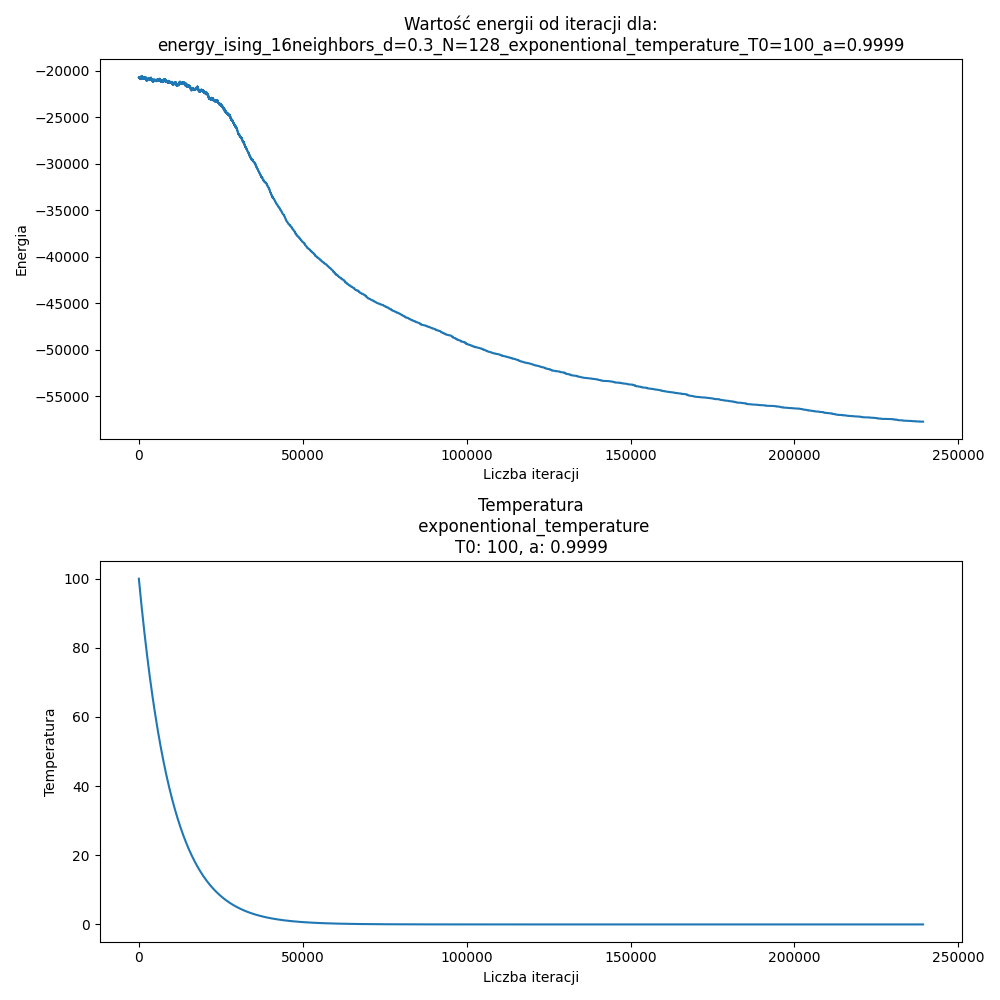 Wartość energii od iteracji dla:
energy_ising_16neighbors_d=0.3_N=128_exponentional_temperature_T0=100_a=0.9999
−20000
−25000
−30000
−35000
−40000
−45000
−50000
−55000
Energia
0
50000
100000
150000
200000
250000
Liczba iteracji
Temperatura
exponentional_temperature
T0: 100, a: 0.9999
100
80
60
40
20
0
Temperatura
0
50000
100000
150000
200000
250000
Liczba iteracji